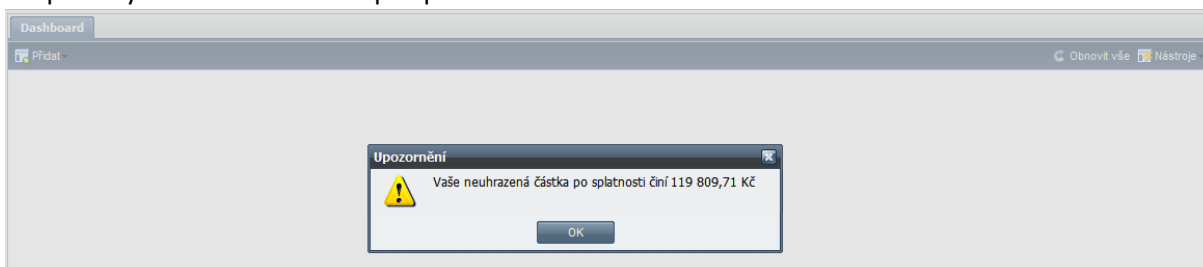 Dashboard
Přidat
Obnovit vše Nástroje
Upozornění
Vaše neuhrazená částka po splatnosti činí 119 809,71 Kč
OK